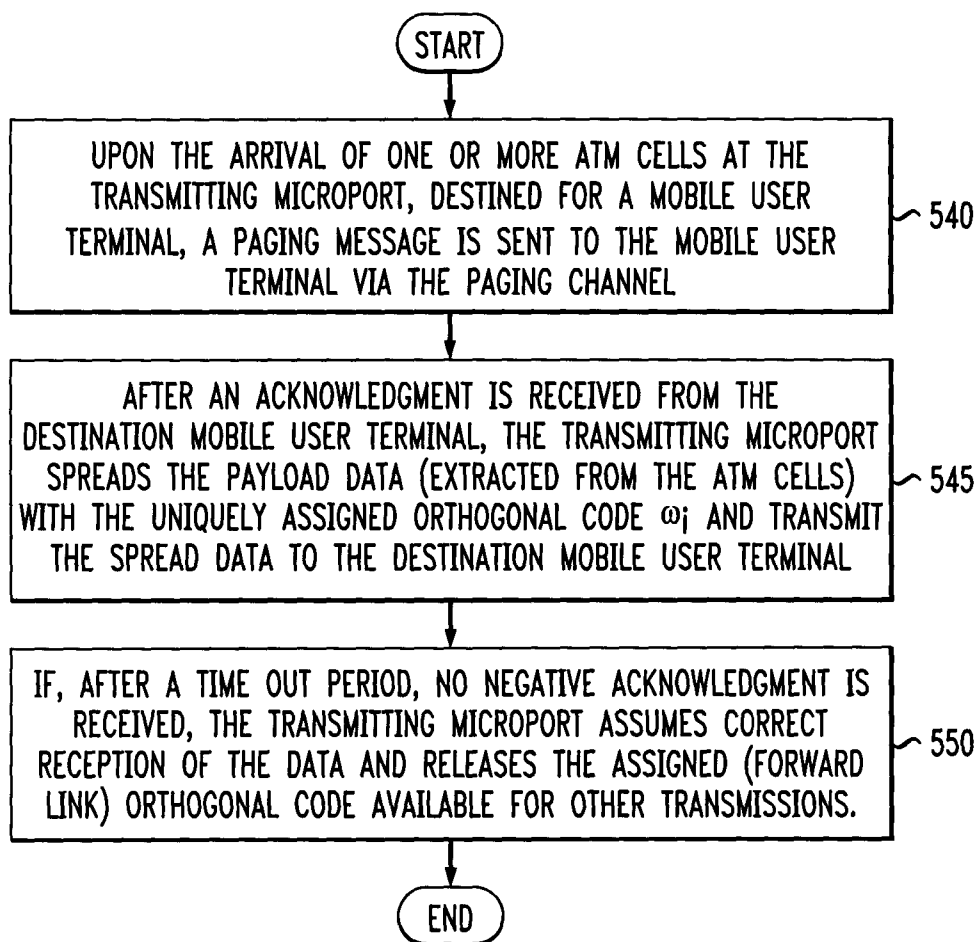 START
UPON THE ARRIVAL OF ONE OR MORE ATM CELLS AT THE
TRANSMITTING MICROPORT, DESTINED FOR A MOBILE USER
TERMINAL, A PAGING MESSAGE IS SENT TO THE MOBILE USER
TERMINAL VIA THE PAGING CHANNEL
540
AFTER AN ACKNOWLEDGMENT IS RECEIVED FROM THE
DESTINATION MOBILE USER TERMINAL, THE TRANSMITTING MICROPORT
SPREADS THE PAYLOAD DATA (EXTRACTED FROM THE ATM CELLS)
WITH THE UNIQUELY ASSIGNED ORTHOGONAL CODE ωj AND TRANSMIT
THE SPREAD DATA TO THE DESTINATION MOBILE USER TERMINAL
545
IF, AFTER A TIME OUT PERIOD, NO NEGATIVE ACKNOWLEDGMENT IS
RECEIVED, THE TRANSMITTING MICROPORT ASSUMES CORRECT
RECEPTION OF THE DATA AND RELEASES THE ASSIGNED (FORWARD
LINK) ORTHOGONAL CODE AVAILABLE FOR OTHER TRANSMISSIONS.
550
END